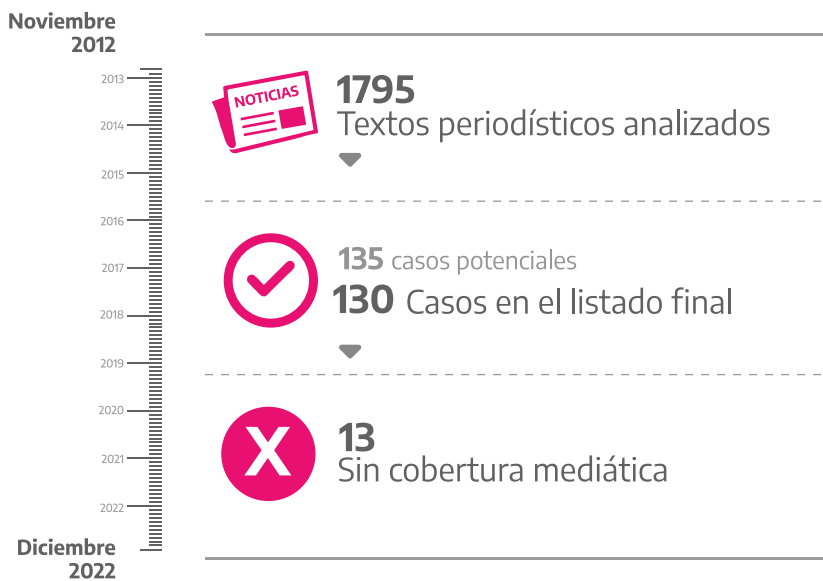 Noviembre
2012
2013
2014
2015
2016
2017
2018
2019
2020
2021
2022
Diciembre
2022
NOTICIAS
1795
Textos periodísticos analizados
135 casos potenciales
130 Casos en el listado final
X
13
Sin cobertura mediática